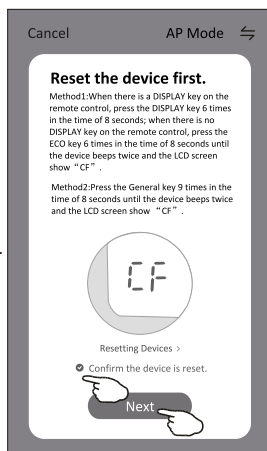 Cancel AP Mode
Reset the device first.
Method1:When there is a DISPLAY key on the
remote control, press the DISPLAY key 6 times
in the time of 8 seconds; when there is no
DISPLAY key on the remote control, press the
ECO key 6 times in the time of 8 seconds until
the device beeps twice and the LCD screen
show “CF”.
Method2:Press the General key 9 times in the
time of 8 seconds until the device beeps twice
and the LCD screen show “CF”.
CF
Resetting Devices >
Confirm the device is reset.
Next